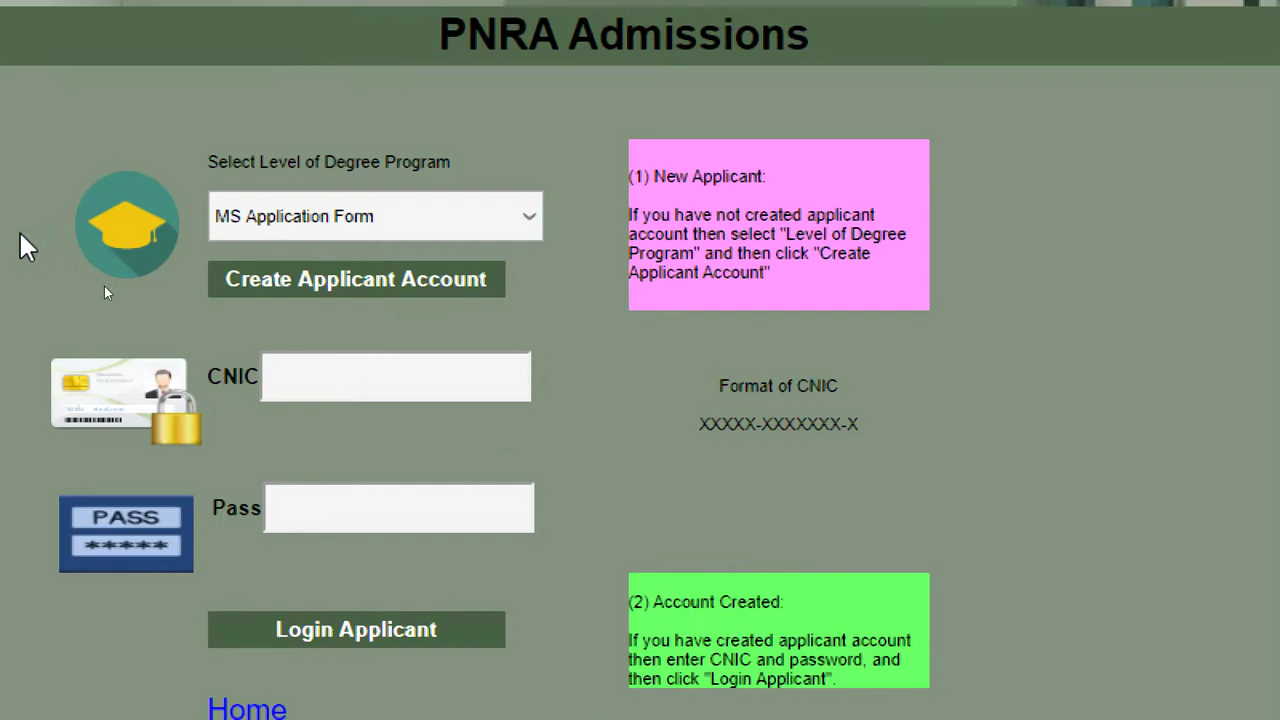 PNRA Admissions
Select Level of Degree Program
MS Application Form
Create Applicant Account
(1) New Applicant:
If you have not created applicant
account then select "Level of Degree
Program" and then click "Create
Applicant Account"
CNIC
Format of CNIC
XXXXX-XXXXXXX-X
Pass
PASS
*****
(2) Account Created:
If you have created applicant account
then enter CNIC and password, and
then click "Login Applicant".
Login Applicant
Home